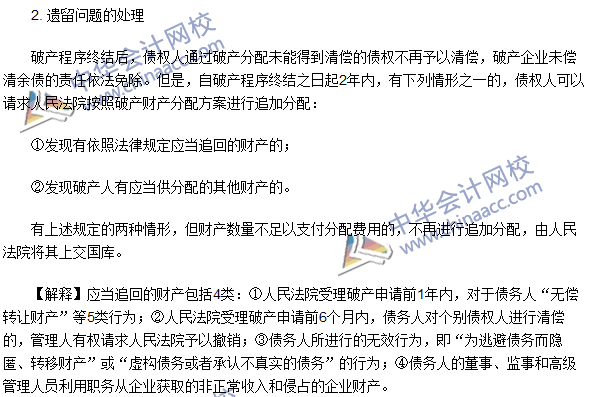 2. 遗留问题的处理
破产程序终结后，债权人通过破产分配未能得到清偿的债权不再予以清偿，破产企业未偿
清余债的责任依法免除。但是，自破产程序终结之日起2年内，有下列情形之一的，债权人可以
请求人民法院按照破产财产分配方案进行追加分配：
①发现有依照法律规定应当追回的财产的；
②发现破产人有应当供分配的其他财产的。
有上述规定的两种情形，但财产数量不足以支付分配费用的，不再进行追加分配，由人民
法院将其上交国库。
【解释】应当追回的财产包括4类：①人民法院受理破产申请前1年内，对于债务人“无偿
转让财产”等5类行为；②人民法院受理破产申请前6个月内，债务人对个别债权人进行清偿
的，管理人有权请求人民法院予以撤销；③债务人所进行的无效行为，即“为逃避债务而隐
匿、转移财产”或“虚构债务或者承认不真实的债务”的行为；④债务人的董事、监事和高级
管理人员利用职务从企业获取的非正常收入和侵占的企业财产。
中华会计网校
www.chinaacc.com
中华会计网校
www.chinaacc.com